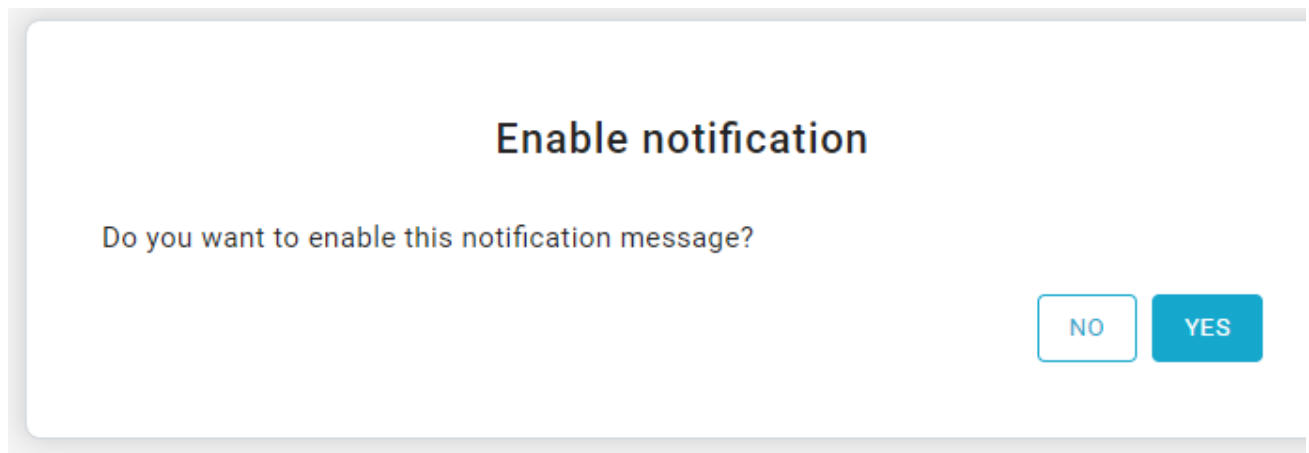 Enable notification
Do you want to enable this notification message?
NO YES